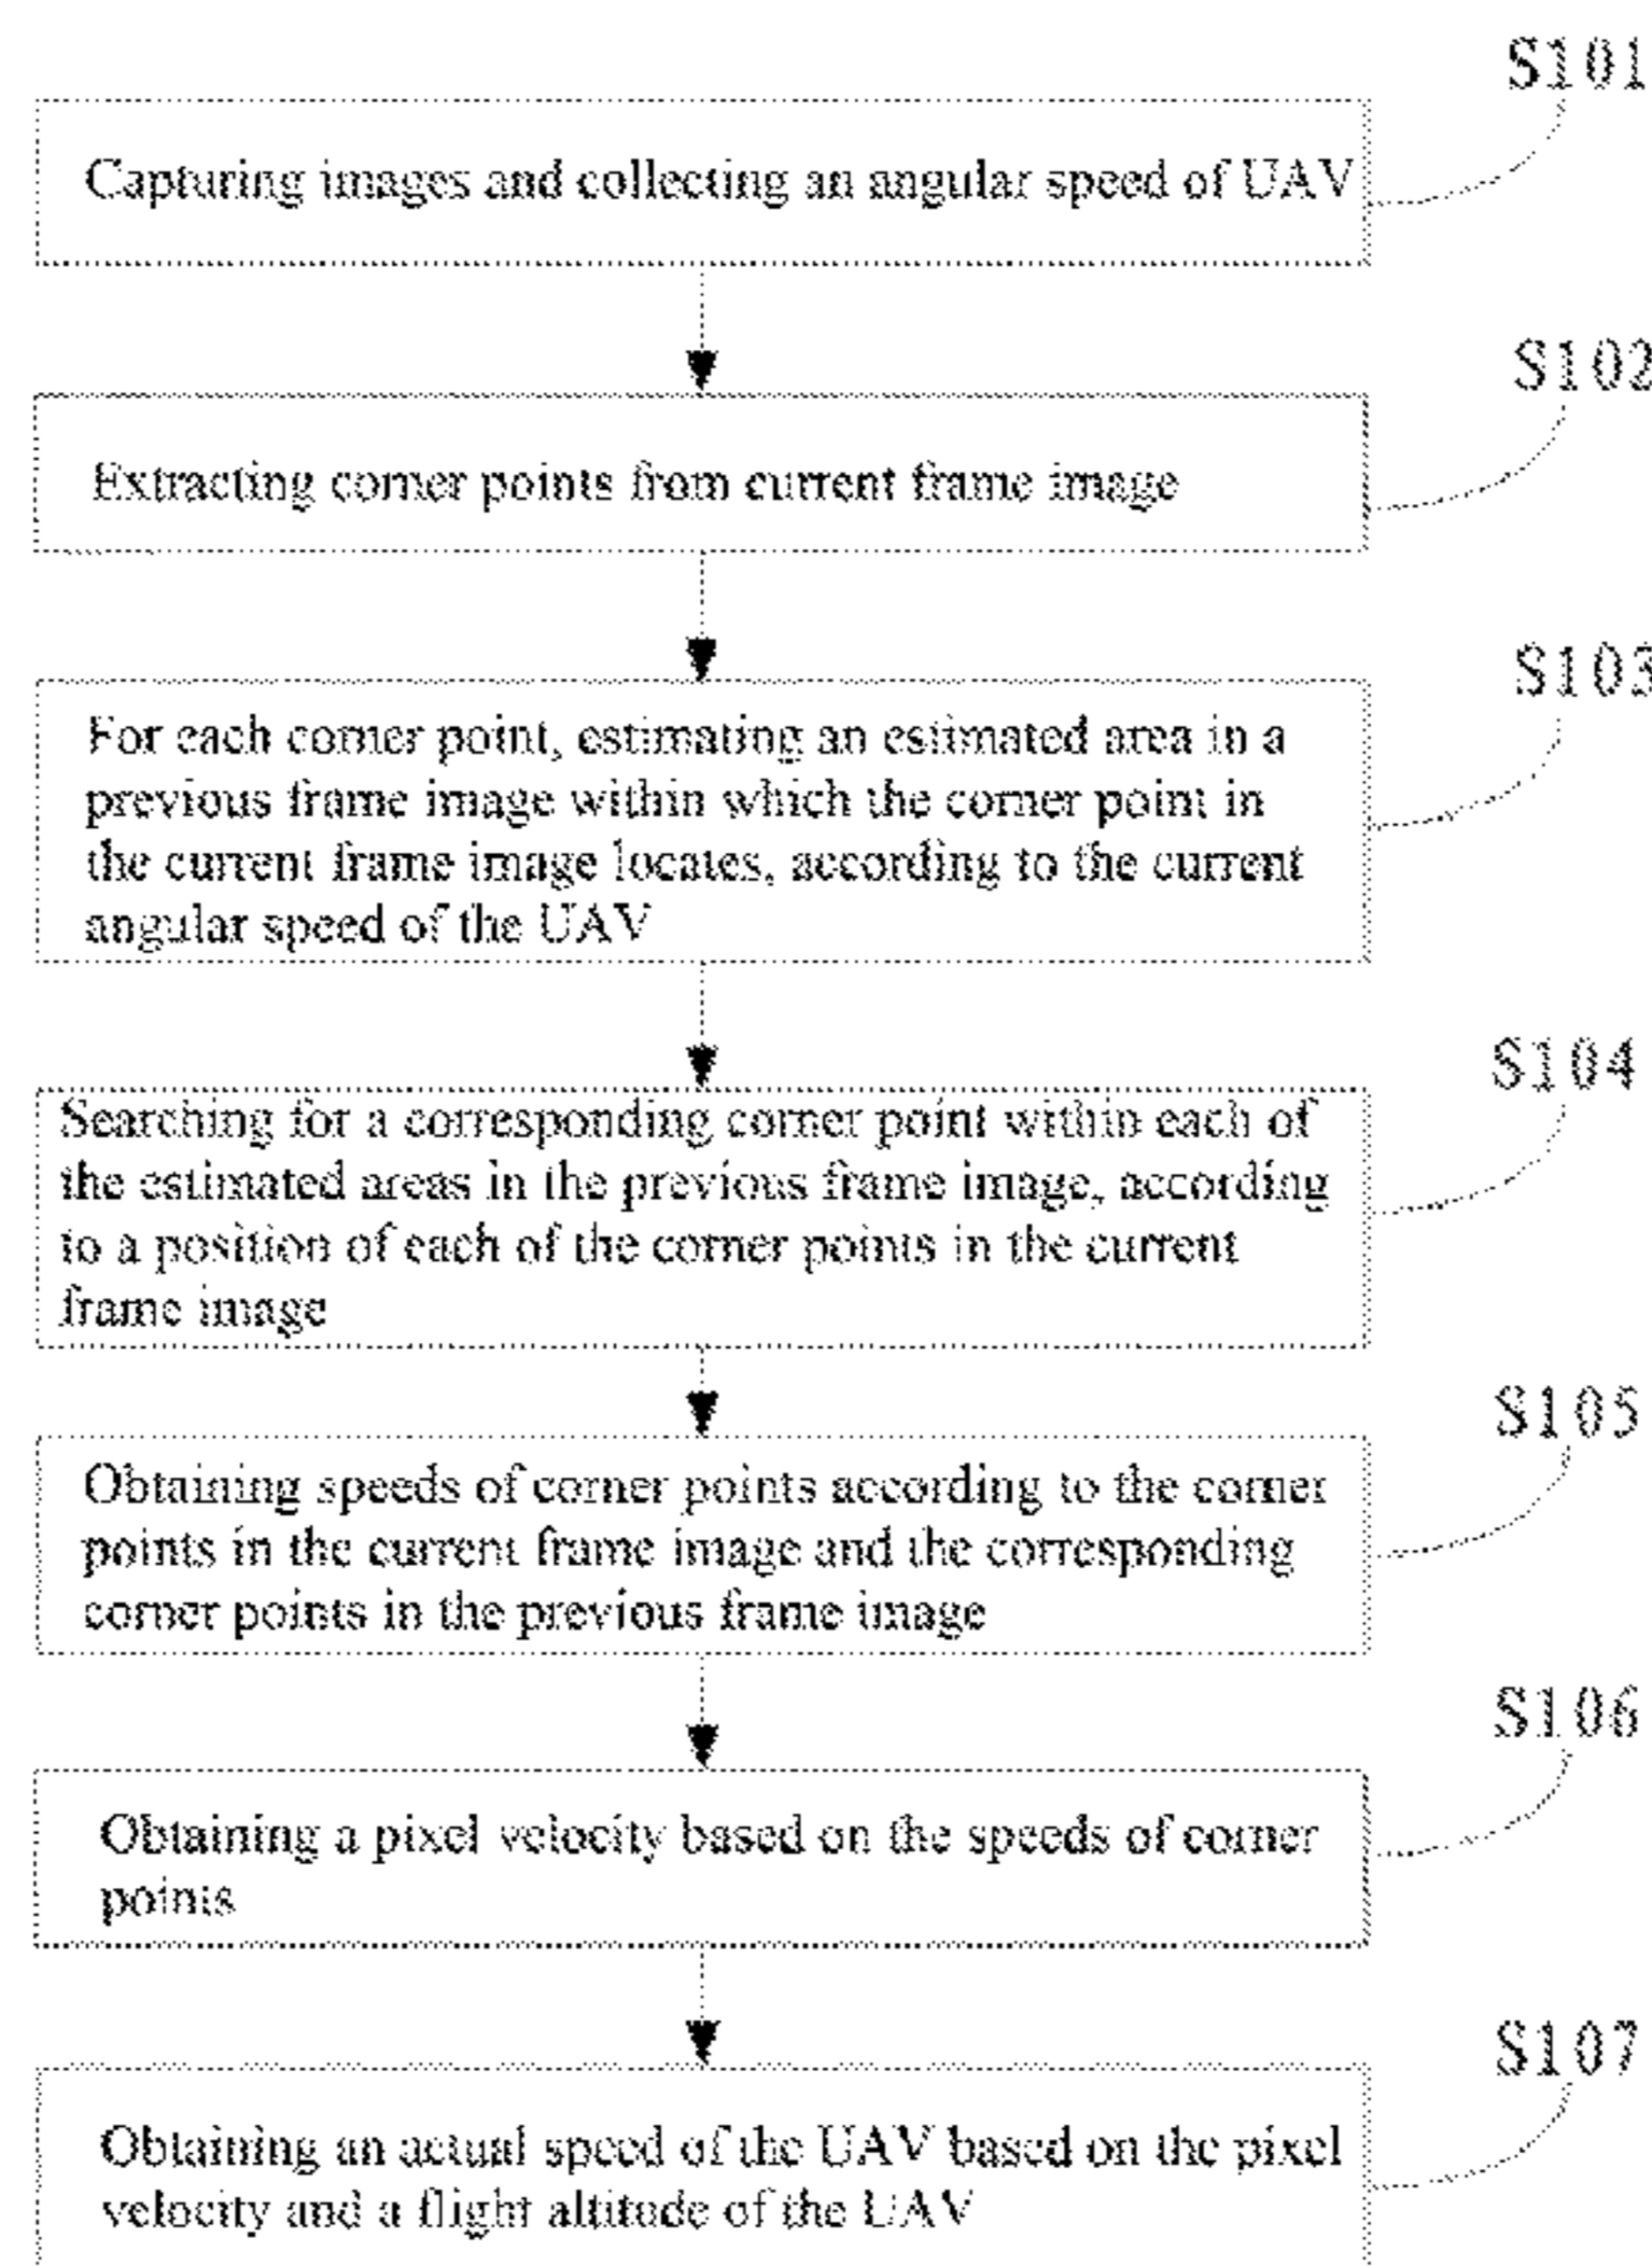 S101
Capturing images and collecting an angular speed of UAV
S102
Extracting corner points from current frame image
S103
For each corner point, estimating an estimated area in a
previous frame image within which the corner point in
the current frame image locates, according to the current
angular speed of the UAV
S104
Searching for a corresponding corner point within each of
the estimated areas in the previous frame image, according
to a position of each of the corner points in the current
frame image
S105
Obtaining speeds of corner points according to the corner
points in the current frame image and the corresponding
corner points in the previous frame image
S106
Obtaining a pixel velocity based on the speeds of corner
points
S107
Obtaining an actual speed of the UAV based on the pixel
velocity and a flight altitude of the UAV